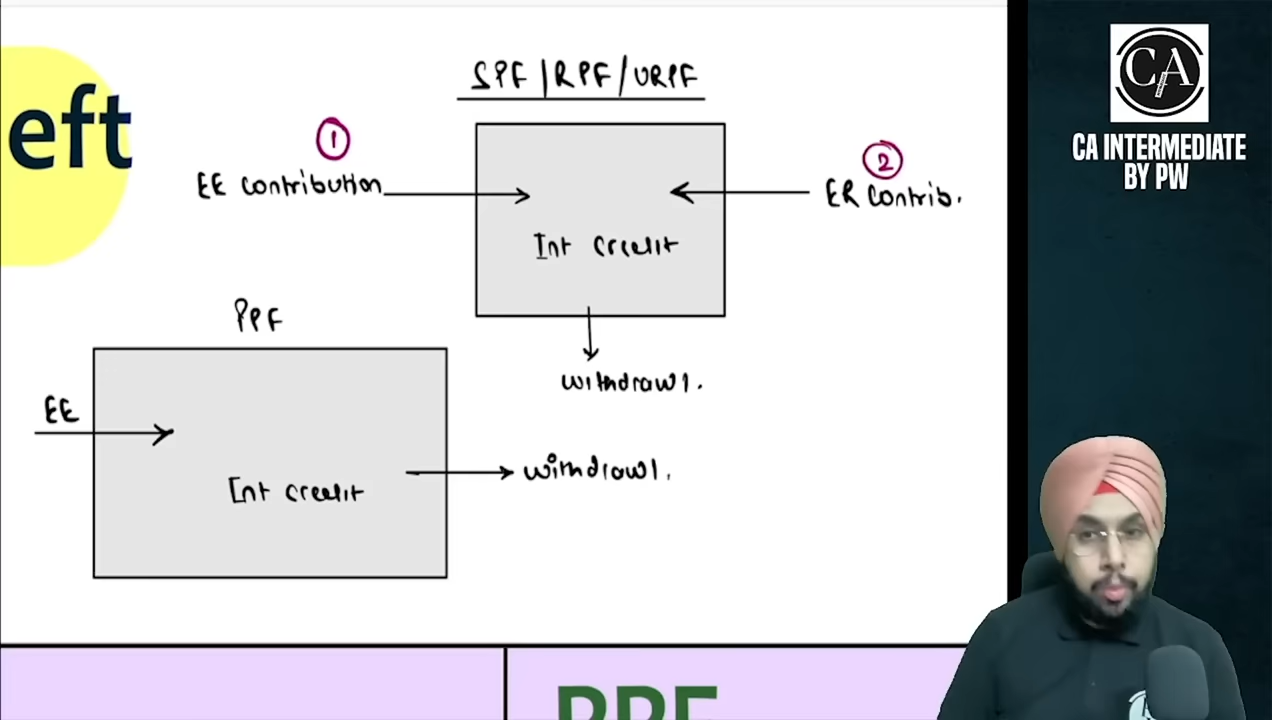 eft
SPF/RPF/URPF
①
EE contribution
②
ER Contrib.
Int credit
withdrawl.
PPF
EE
Int credit
withdrawl.
PPF
CA
CA INTERMEDIATE
BY PW